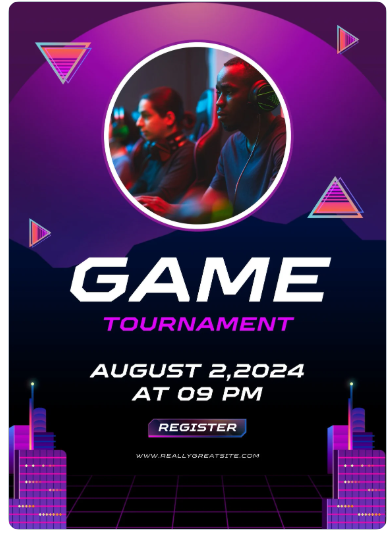 GAME
TOURNAMENT
AUGUST 2,2024
AT 09 PM
REGISTER
WWW.REALLYGREATSITE.COM